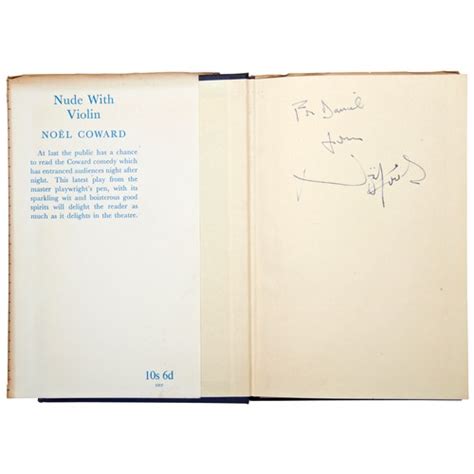 Nude With
Violin
NOËL COWARD
At last the public has a chance
to read the Coward comedy which
has entranced audiences night after
night. This latest play from the
master playwright's pen, with its
sparkling wit and boisterous good
spirits will delight the reader as
much as it delights in the theater.
10s 6d
For Daniel
from
Noël